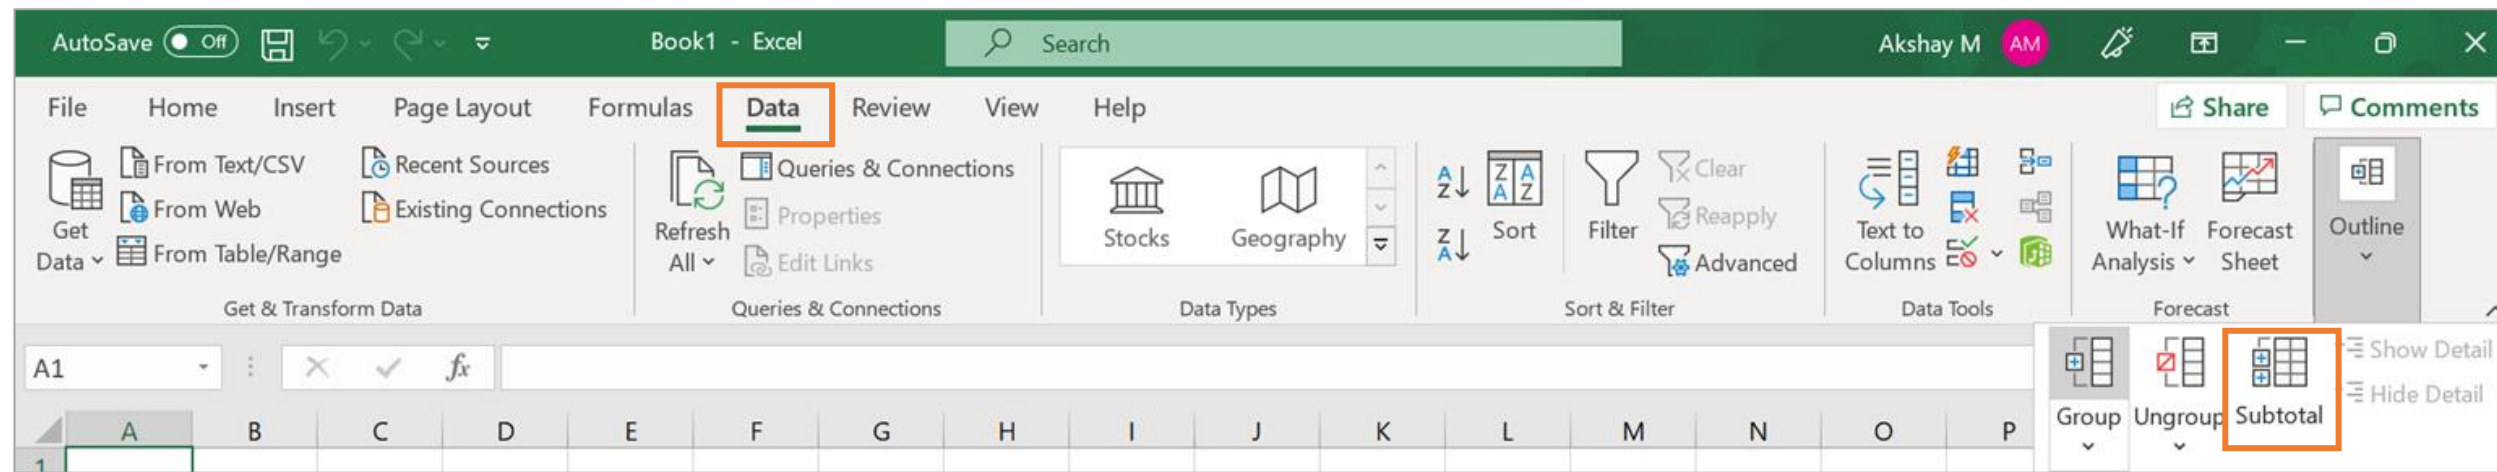 AutoSave Off Book1 - Excel Search Akshay M AM
File Home Insert Page Layout Formulas Data Review View Help Share Comments
Get Data
From Text/CSV
From Web
From Table/Range
Recent Sources
Existing Connections
Get & Transform Data
Refresh
All
Queries & Connections
Properties
Edit Links
Queries & Connections
Stocks Geography
Data Types
Sort
Filter
Clear
Reapply
Advanced
Sort & Filter
Text to
Columns
Data Tools
What-If
Analysis
Forecast
Sheet
Forecast
Outline
A1 fx
Group Ungroup Subtotal
Show Detail
Hide Detail
A B C D E F G H I J K L M N O P
1